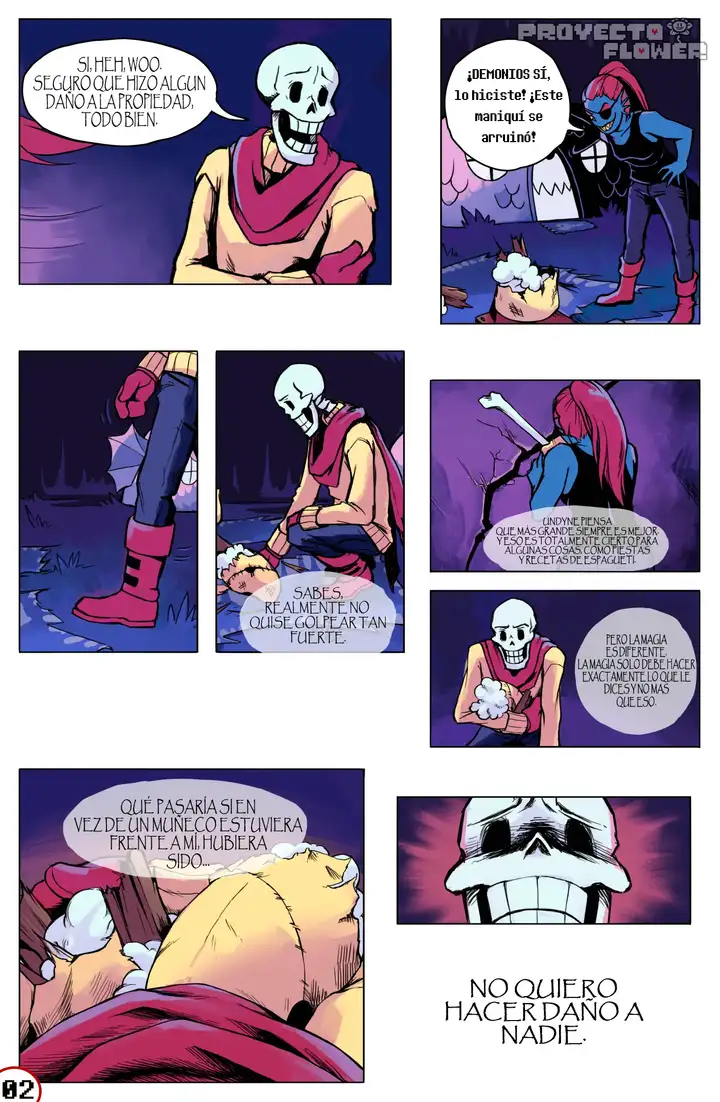 SI, HEH, WOO.
SEGURO QUE HIZO ALGUN
DAÑO A LA PROPIEDAD,
TODO BIEN.
PROYECTO
FLOWER
¡DEMONIOS SÍ,
lo hiciste! ¡Este
maniquí se
arruinó!
SABES,
REALMENTE NO
QUISE GOLPEAR TAN
FUERTE.
UNDYNE PIENSA
QUE MÁS GRANDE SIEMPRE ES MEJOR.
Y ESO ES TOTALMENTE CIERTO PARA
ALGUNAS COSAS, COMO FIESTAS
Y RECETAS DE ESPAGUETI.
PERO LA MAGIA
ES DIFERENTE.
LA MAGIA SOLO DEBE HACER
EXACTAMENTE LO QUE LE
DICES Y NO MAS
QUE ESO.
QUÉ PASARÍA SI EN
VEZ DE UN MUÑECO ESTUVIERA
FRENTE A MÍ, HUBIERA
SIDO...
NO QUIERO
HACER DAÑO A
NADIE.
02